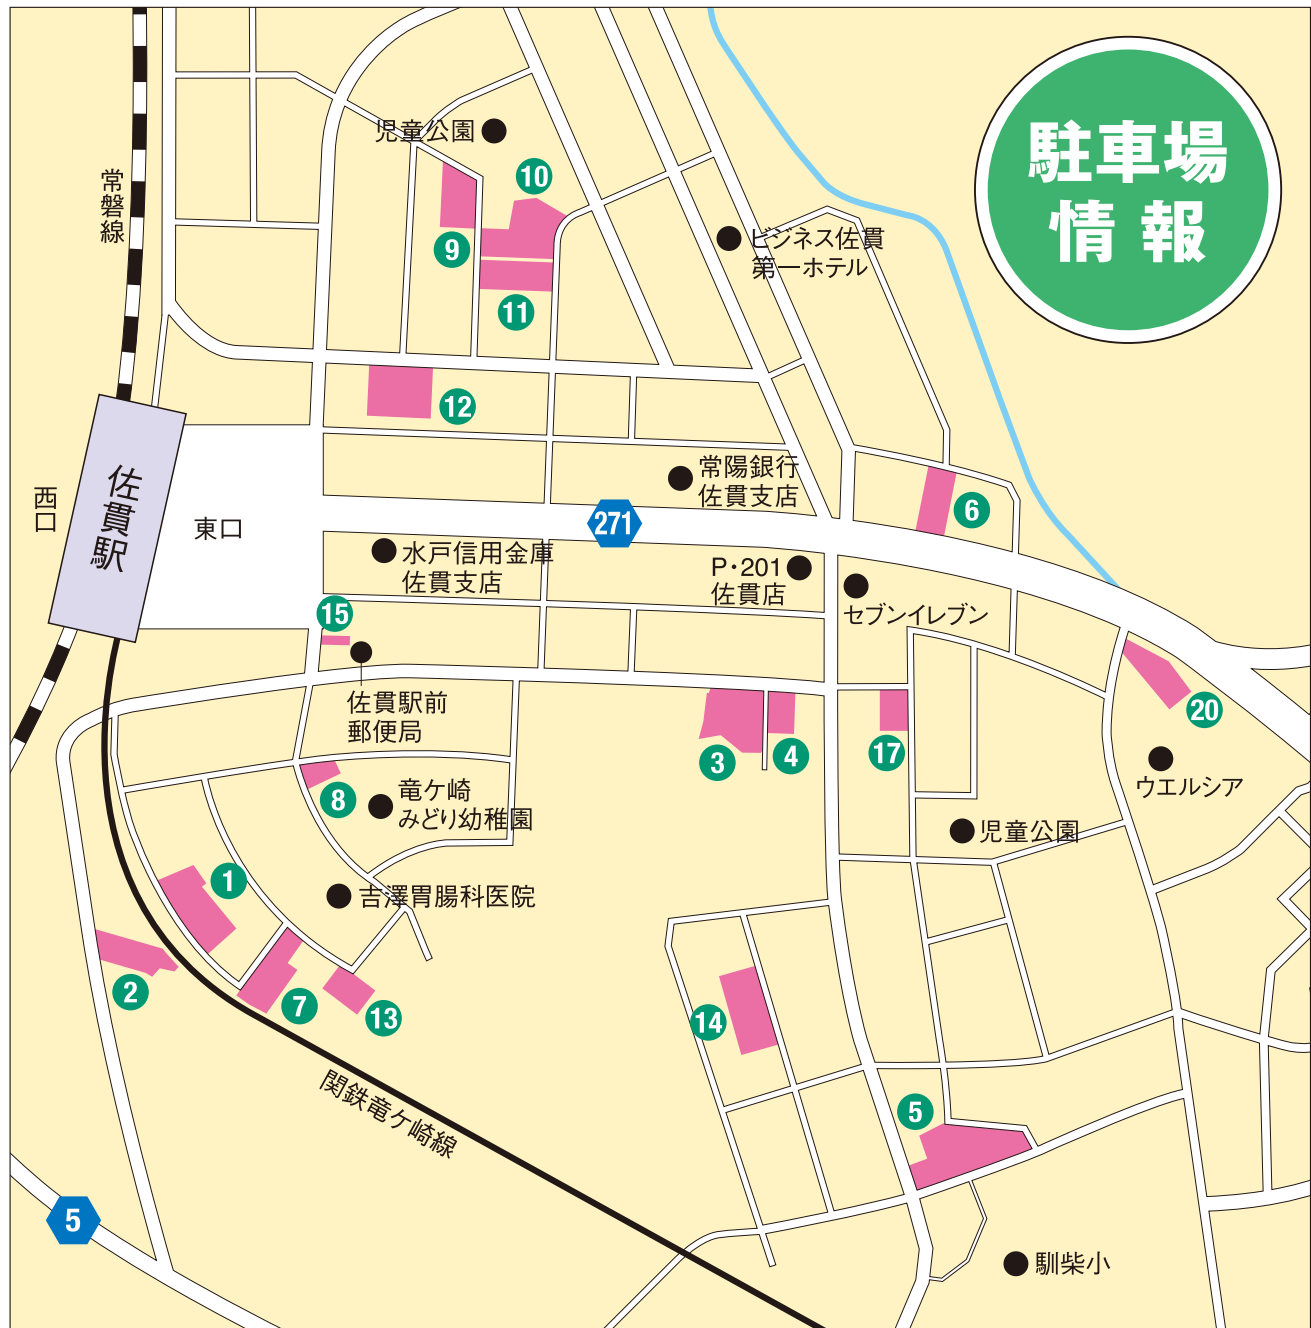 駐車場
情報
児童公園
常磐線
10
9
ビジネス佐貫
第一ホテル
11
12
常陽銀行
佐貫支店
佐貫駅
西口
東口
271
6
水戸信用金庫
佐貫支店
P・201
佐貫店
セブンイレブン
15
佐貫駅前
郵便局
20
3
4
17
ウエルシア
8
竜ケ崎
みどり幼稚園
児童公園
1
吉澤胃腸科医院
2
7
13
14
関鉄竜ケ崎線
5
5
馴柴小